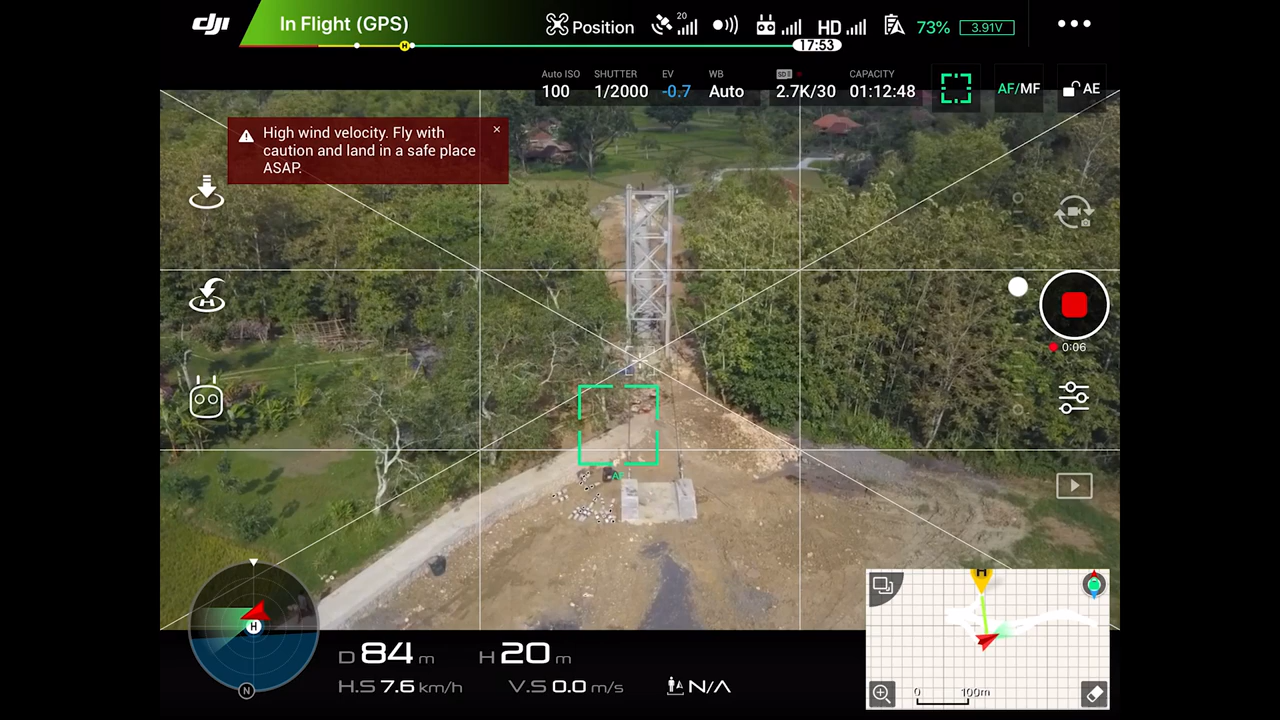 dji
In Flight (GPS)
Position
20
HD
73%
3.91V
H
17:53
Auto ISO
100
SHUTTER
1/2000
EV
-0.7
WB
Auto
SD
2.7K/30
CAPACITY
01:12:48
AF/MF
AE
High wind velocity. Fly with
caution and land in a safe place
ASAP.
H
0:06
AF
H
N
D 84 m
H 20 m
H.S 7.6 km/h
V.S 0.0 m/s
N/A
H
0
100m